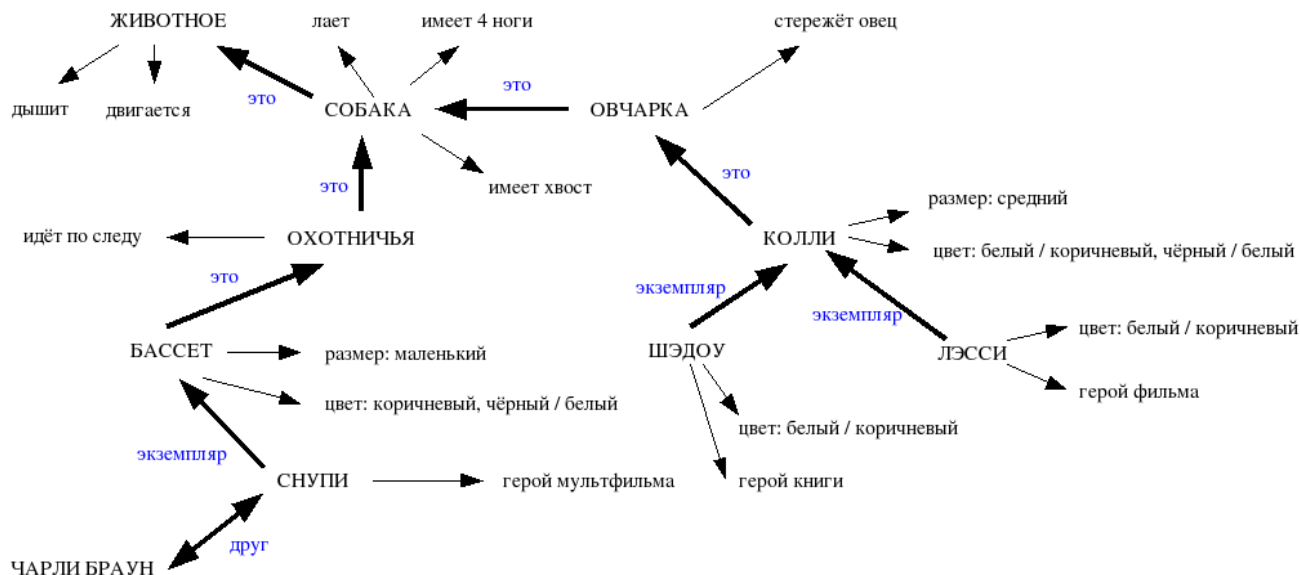 ЖИВОТНОЕ
лает
имеет 4 ноги
стережёт овец
это
это
дышит
двигается
СОБАКА
ОВЧАРКА
это
это
имеет хвост
размер: средний
идёт по следу
ОХОТНИЧЬЯ
КОЛЛИ
цвет: белый / коричневый, чёрный / белый
это
экземпляр
экземпляр
цвет: белый / коричневый
БАССЕТ
размер: маленький
ШЭДОУ
ЛЭССИ
герой фильма
цвет: коричневый, чёрный / белый
цвет: белый / коричневый
экземпляр
СНУПИ
герой мультфильма
герой книги
друг
ЧАРЛИ БРАУН